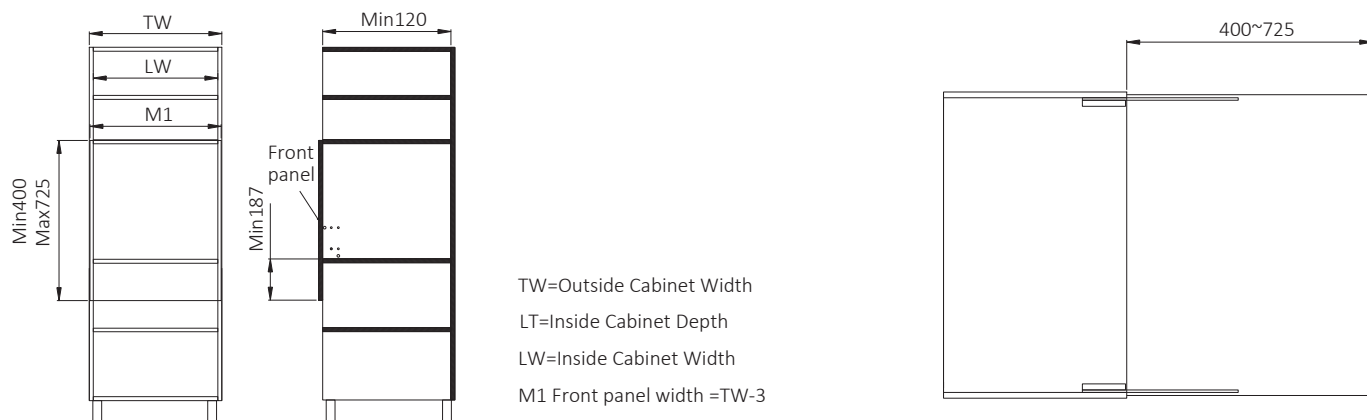 TW
LW
M1
Min400
Max725
Min120
Front
panel
Min187
TW=Outside Cabinet Width
LT=Inside Cabinet Depth
LW=Inside Cabinet Width
M1 Front panel width =TW-3
400~725